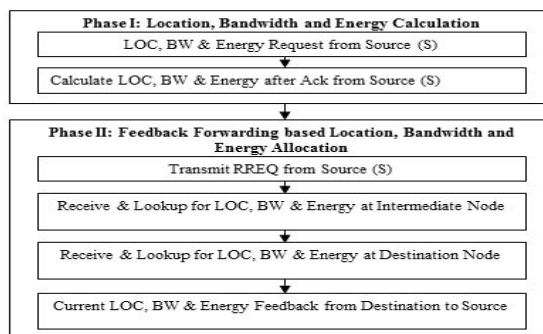 Phase I: Location, Bandwidth and Energy Calculation
LOC, BW & Energy Request from Source (S)
Calculate LOC, BW & Energy after Ack from Source (S)
Phase II: Feedback Forwarding based Location, Bandwidth and
Energy Allocation
Transmit RREQ from Source (S)
Receive & Lookup for LOC, BW & Energy at Intermediate Node
Receive & Lookup for LOC, BW & Energy at Destination Node
Current LOC, BW & Energy Feedback from Destination to Source